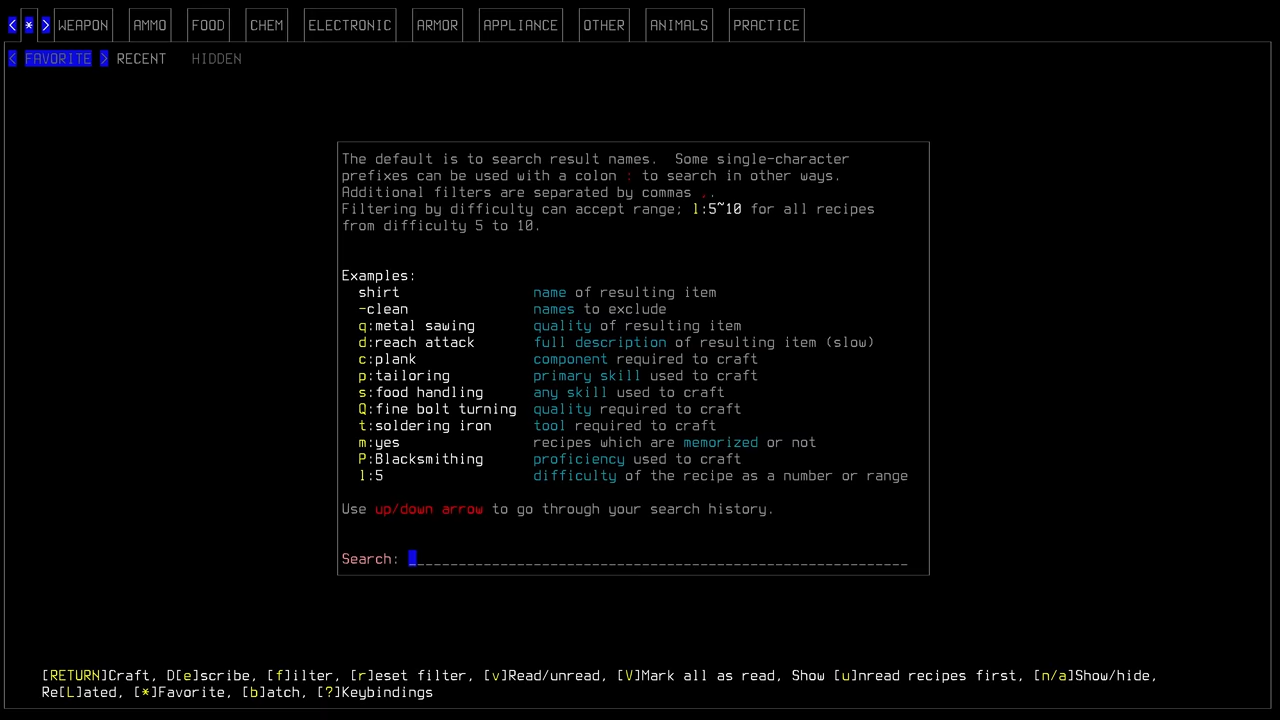 < * > WEAPON AMMO FOOD CHEM ELECTRONIC ARMOR APPLIANCE OTHER ANIMALS PRACTICE
< FAVORITE > RECENT HIDDEN
The default is to search result names.  Some single-character
prefixes can be used with a colon : to search in other ways.
Additional filters are separated by commas ,.
Filtering by difficulty can accept range; l:5~10 for all recipes
from difficulty 5 to 10.
Examples:
shirt name of resulting item
-clean names to exclude
q:metal sawing quality of resulting item
d:reach attack full description of resulting item (slow)
c:plank component required to craft
p:tailoring primary skill used to craft
s:food handling any skill used to craft
Q:fine bolt turning quality required to craft
t:soldering iron tool required to craft
m:yes recipes which are memorized or not
P:Blacksmithing proficiency used to craft
l:5 difficulty of the recipe as a number or range
Use up/down arrow to go through your search history.
Search: ____________________________________________________________
[RETURN]Craft, D[e]scribe, [f]ilter, [r]eset filter, [v]Read/unread, [V]Mark all as read, Show [u]nread recipes first, [n/a]Show/hide,
Re[L]ated, [*]Favorite, [b]atch, [?]Keybindings